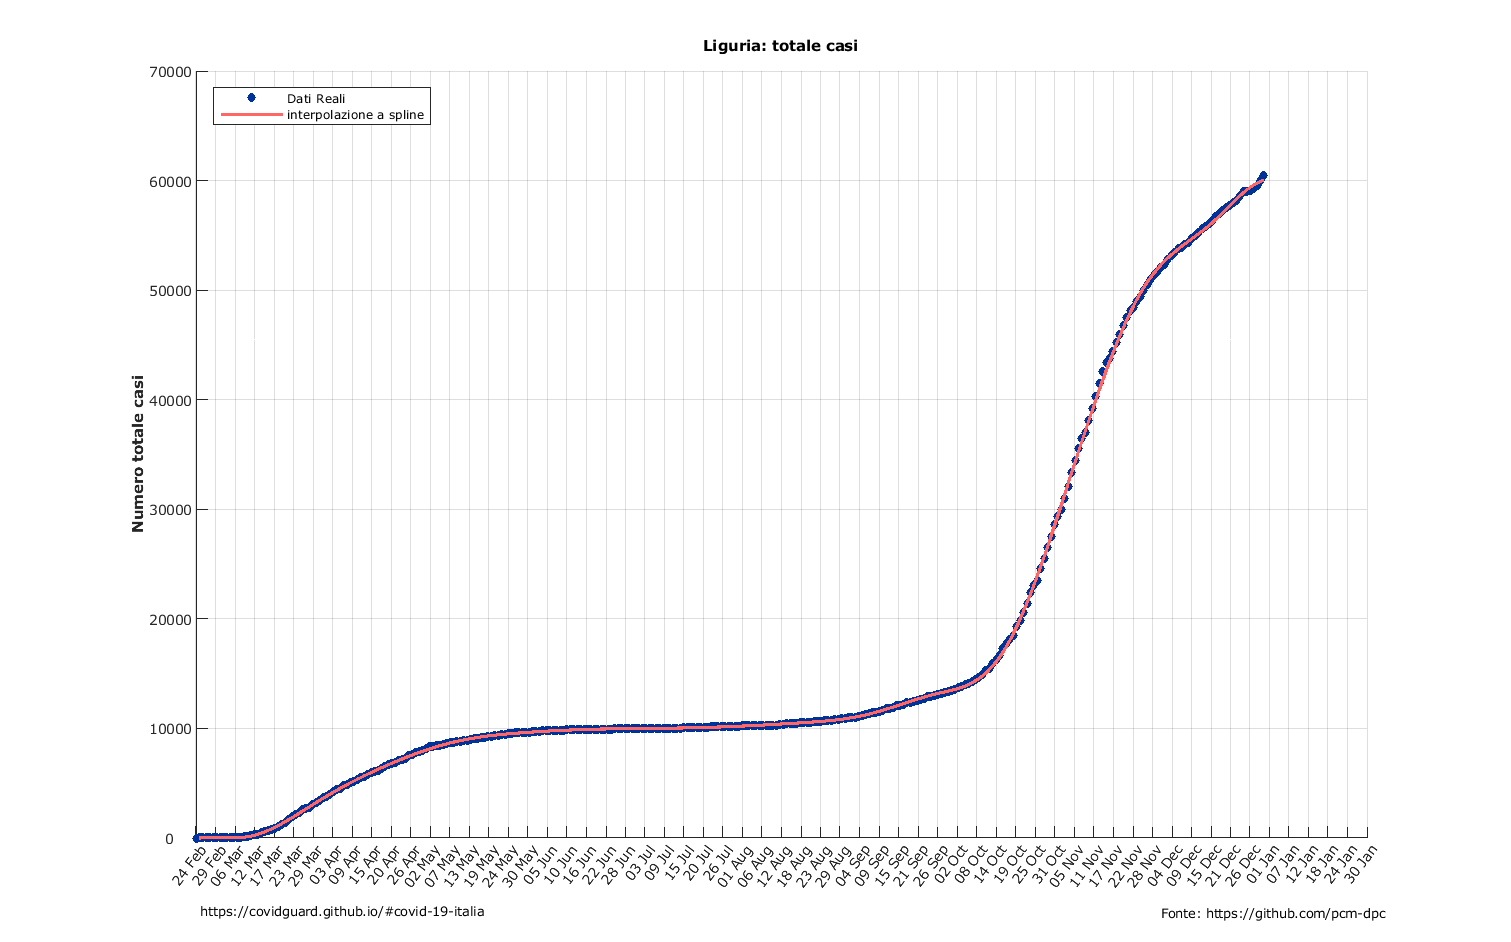 Liguria: totale casi
Dati Reali
interpolazione a spline
Numero totale casi
70000
60000
50000
40000
30000
20000
10000
0
24 Feb
29 Feb
06 Mar
12 Mar
17 Mar
23 Mar
29 Mar
03 Apr
09 Apr
15 Apr
20 Apr
26 Apr
02 May
07 May
13 May
19 May
24 May
30 May
05 Jun
10 Jun
16 Jun
22 Jun
28 Jun
03 Jul
09 Jul
15 Jul
20 Jul
26 Jul
01 Aug
06 Aug
12 Aug
18 Aug
23 Aug
29 Aug
04 Sep
09 Sep
15 Sep
21 Sep
26 Sep
02 Oct
08 Oct
14 Oct
19 Oct
25 Oct
31 Oct
05 Nov
11 Nov
17 Nov
22 Nov
28 Nov
04 Dec
09 Dec
15 Dec
21 Dec
26 Dec
01 Jan
07 Jan
12 Jan
18 Jan
24 Jan
30 Jan
https://covidguard.github.io/#covid-19-italia
Fonte: https://github.com/pcm-dpc